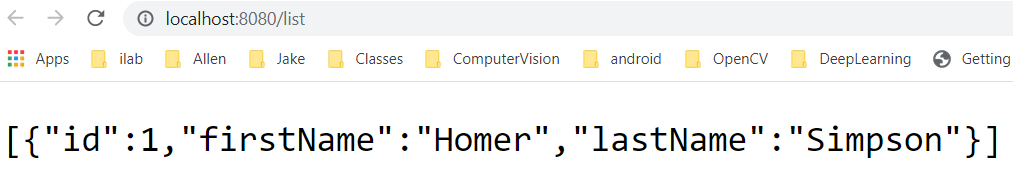 localhost:8080/list
Apps ilab Allen Jake Classes ComputerVision android OpenCV DeepLearning Getting
[{"id":1,"firstName":"Homer","lastName":"Simpson"}]